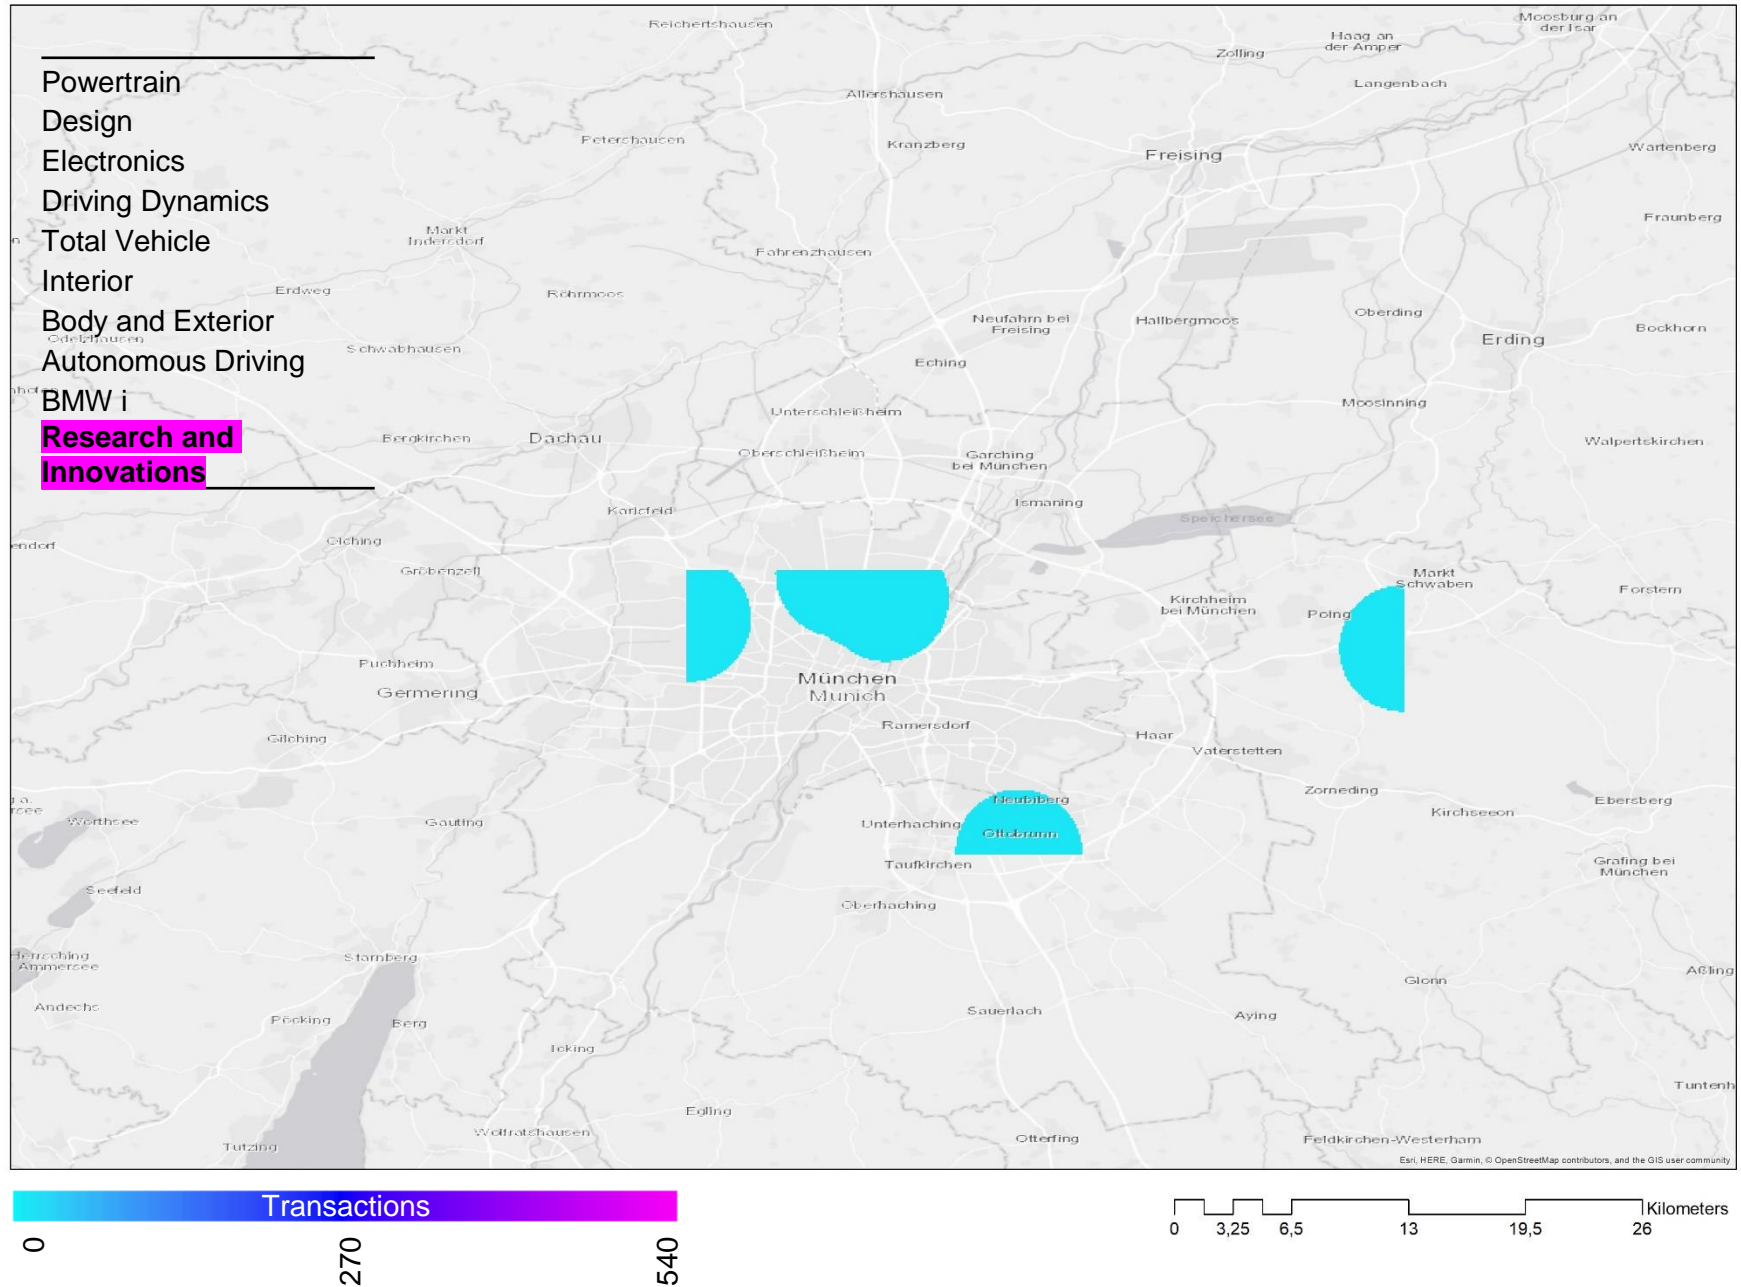 Reichertshausen
Moosburg an
der Isar
Haag an
der Amper
Zolling
Powertrain
Langenbach
Allershausen
Design
Petershausen
Kranzberg
Wartenberg
Freising
Electronics
Driving Dynamics
Fraunberg
Markt
Indersdorf
Total Vehicle
Fahrenzhausen
Interior
Erdweg
Röhrmoos
Neufahrn bei
Freising
Hallbergmoos
Oberding
Bockhorn
Body and Exterior
Odelzhausen
Erding
Schwabhausen
Autonomous Driving
Eching
BMW i
Moosinning
Unterschleißheim
Research and
Innovations
Bergkirchen
Dachau
Walpertskirchen
Oberschleißheim
Garching
bei München
Ismaning
Karlsfeld
Speichersee
endorf
Olching
Gröbenzell
Markt
Schwaben
Forstern
Kirchheim
bei München
Poing
Puchheim
München
Munich
Germering
Ramersdorf
Gilching
Haar
Vaterstetten
Zorneding
Neubiberg
Ebersberg
Kirchseeon
Wörthsee
Gauting
Unterhaching
Ottobrunn
Taufkirchen
Grafing bei
München
Seefeld
Oberhaching
Herrsching
Ammersee
Starnberg
Aßling
Glonn
Andechs
Pöcking
Berg
Sauerlach
Aying
Icking
Tuntenh
Egling
Wolfratshausen
Otterfing
Feldkirchen-Westerham
Tutzing
Esri, HERE, Garmin, © OpenStreetMap contributors, and the GIS user community
Transactions
0
270
540
Kilometers
0 3,25 6,5 13 19,5 26